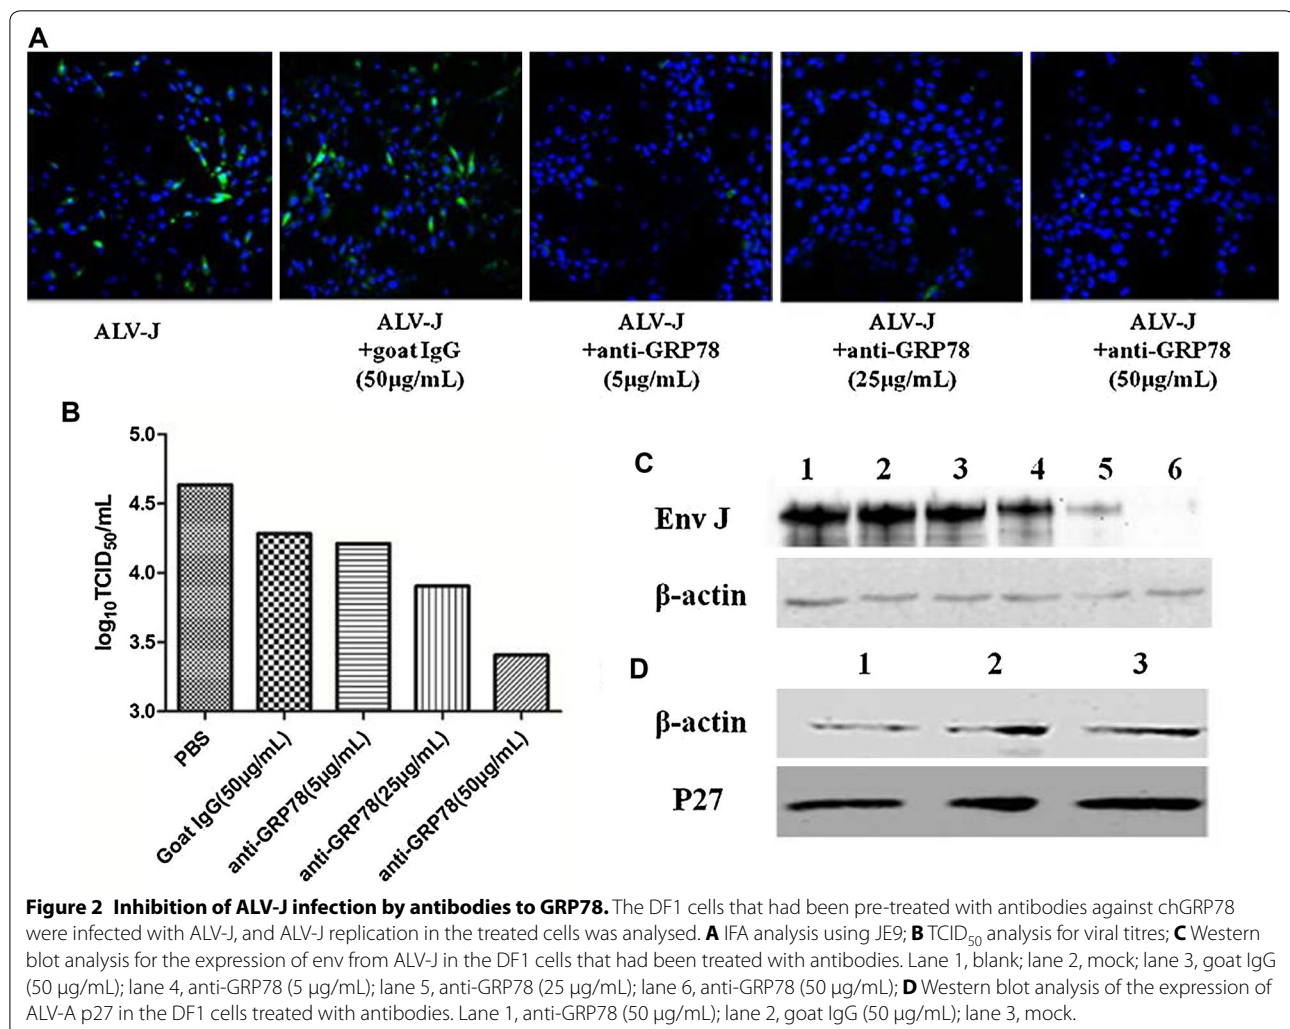 A
ALV-J
ALV-J
+goat IgG
(50μg/mL)
ALV-J
+anti-GRP78
(5μg/mL)
ALV-J
+anti-GRP78
(25μg/mL)
ALV-J
+anti-GRP78
(50μg/mL)
B
log10TCID50/mL
5.0
4.5
4.0
3.5
3.0
PBS
Goat IgG(50μg/mL)
anti-GRP78(5μg/mL)
anti-GRP78(25μg/mL)
anti-GRP78(50μg/mL)
C
1 2 3 4 5 6
Env J
β-actin
D
1 2 3
β-actin
P27
Figure 2 Inhibition of ALV-J infection by antibodies to GRP78. The DF1 cells that had been pre-treated with antibodies against chGRP78
were infected with ALV-J, and ALV-J replication in the treated cells was analysed. A IFA analysis using JE9; B TCID50 analysis for viral titres; C Western
blot analysis for the expression of env from ALV-J in the DF1 cells that had been treated with antibodies. Lane 1, blank; lane 2, mock; lane 3, goat IgG
(50 μg/mL); lane 4, anti-GRP78 (5 μg/mL); lane 5, anti-GRP78 (25 μg/mL); lane 6, anti-GRP78 (50 μg/mL); D Western blot analysis of the expression of
ALV-A p27 in the DF1 cells treated with antibodies. Lane 1, anti-GRP78 (50 μg/mL); lane 2, goat IgG (50 μg/mL); lane 3, mock.